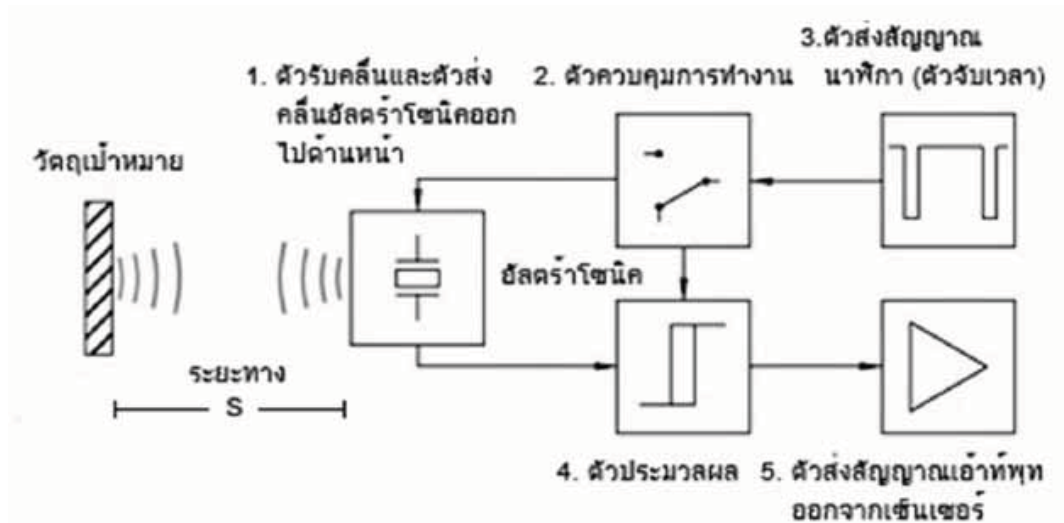 3.ตัวส่งสัญญาณ
นาฬิกา (ตัวจับเวลา)
1. ตัวรับคลื่นและตัวส่ง
คลื่นอัลตร้าโซนิคออก
ไปด้านหน้า
2. ตัวควบคุมการทำงาน
วัตถุเป้าหมาย
อัลตร้าโซนิค
ระยะทาง
S
4. ตัวประมวลผล
5. ตัวส่งสัญญาณเอ้าท์พุท
ออกจากเซ็นเซอร์